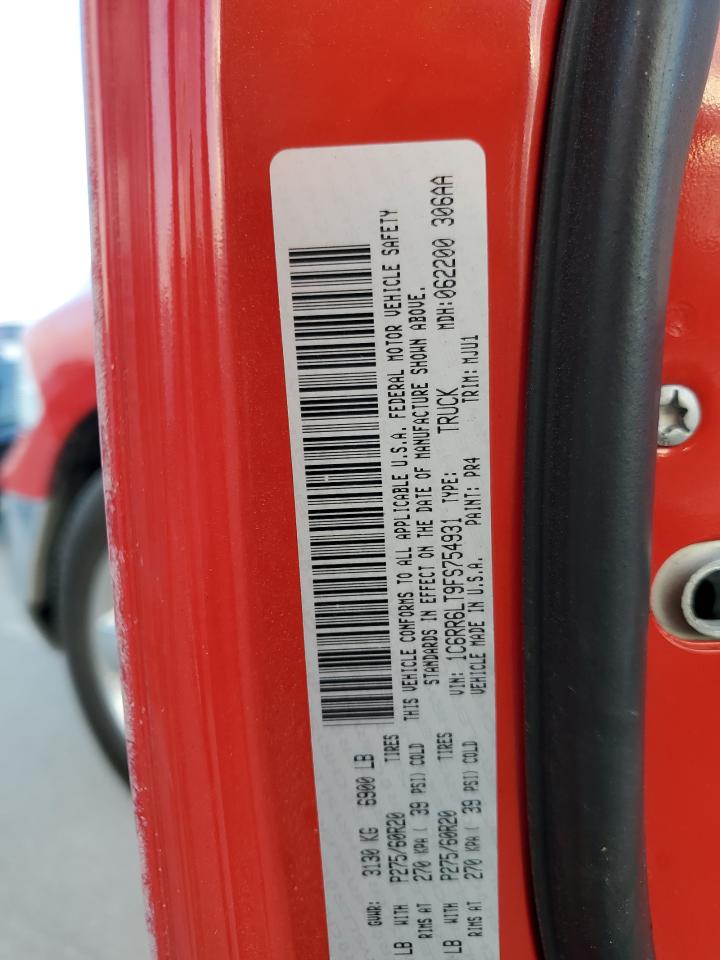 GVWR: 3130 KG 6900 LB
LB WITH P275/60R20 TIRES
RIMS AT 270 KPA ( 39 PSI) COLD
LB WITH P275/60R20 TIRES
RIMS AT 270 KPA ( 39 PSI) COLD
THIS VEHICLE CONFORMS TO ALL APPLICABLE U.S.A. FEDERAL MOTOR VEHICLE SAFETY
STANDARDS IN EFFECT ON THE DATE OF MANUFACTURE SHOWN ABOVE.
VIN: 1C6RR6LT9FS754931 TYPE: TRUCK MDH:062200 306AA
VEHICLE MADE IN U.S.A. PAINT: PR4 TRIM: MJU1